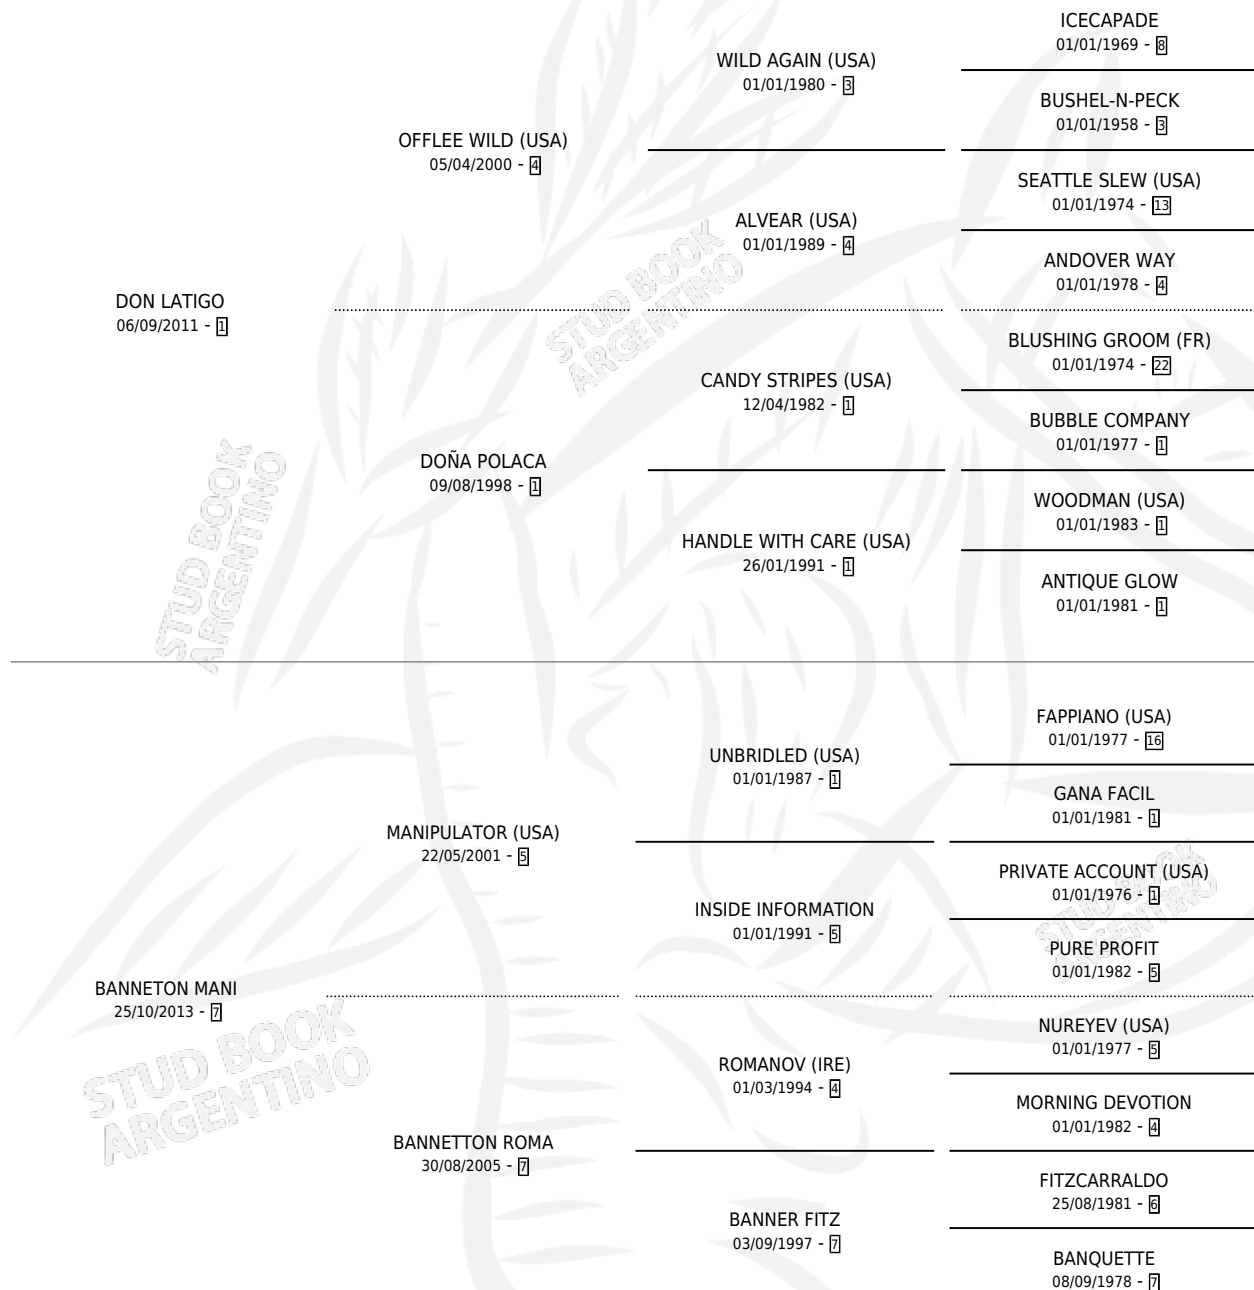 ICECAPADE
01/01/1969 - 8
WILD AGAIN (USA)
01/01/1980 - 3
BUSHEL-N-PECK
01/01/1958 - 3
OFFLEE WILD (USA)
05/04/2000 - 4
SEATTLE SLEW (USA)
01/01/1974 - 13
ALVEAR (USA)
01/01/1989 - 4
ANDOVER WAY
01/01/1978 - 4
STUD BOOK
ARGENTINO
DON LATIGO
06/09/2011 - 1
BLUSHING GROOM (FR)
01/01/1974 - 22
CANDY STRIPES (USA)
12/04/1982 - 1
BUBBLE COMPANY
01/01/1977 - 1
DOÑA POLACA
09/08/1998 - 1
WOODMAN (USA)
01/01/1983 - 1
HANDLE WITH CARE (USA)
26/01/1991 - 1
ANTIQUE GLOW
01/01/1981 - 1
STUD BOOK
ARGENTINO
FAPPIANO (USA)
01/01/1977 - 16
UNBRIDLED (USA)
01/01/1987 - 1
GANA FACIL
01/01/1981 - 1
MANIPULATOR (USA)
22/05/2001 - 5
PRIVATE ACCOUNT (USA)
01/01/1976 - 1
INSIDE INFORMATION
01/01/1991 - 5
STUD BOOK
ARGENTINO
PURE PROFIT
01/01/1982 - 5
BANNETON MANI
25/10/2013 - 7
NUREYEV (USA)
01/01/1977 - 5
ROMANOV (IRE)
01/03/1994 - 4
MORNING DEVOTION
01/01/1982 - 4
STUD BOOK
ARGENTINO
BANNETTON ROMA
30/08/2005 - 7
FITZCARRALDO
25/08/1981 - 6
BANNER FITZ
03/09/1997 - 7
BANQUETTE
08/09/1978 - 7